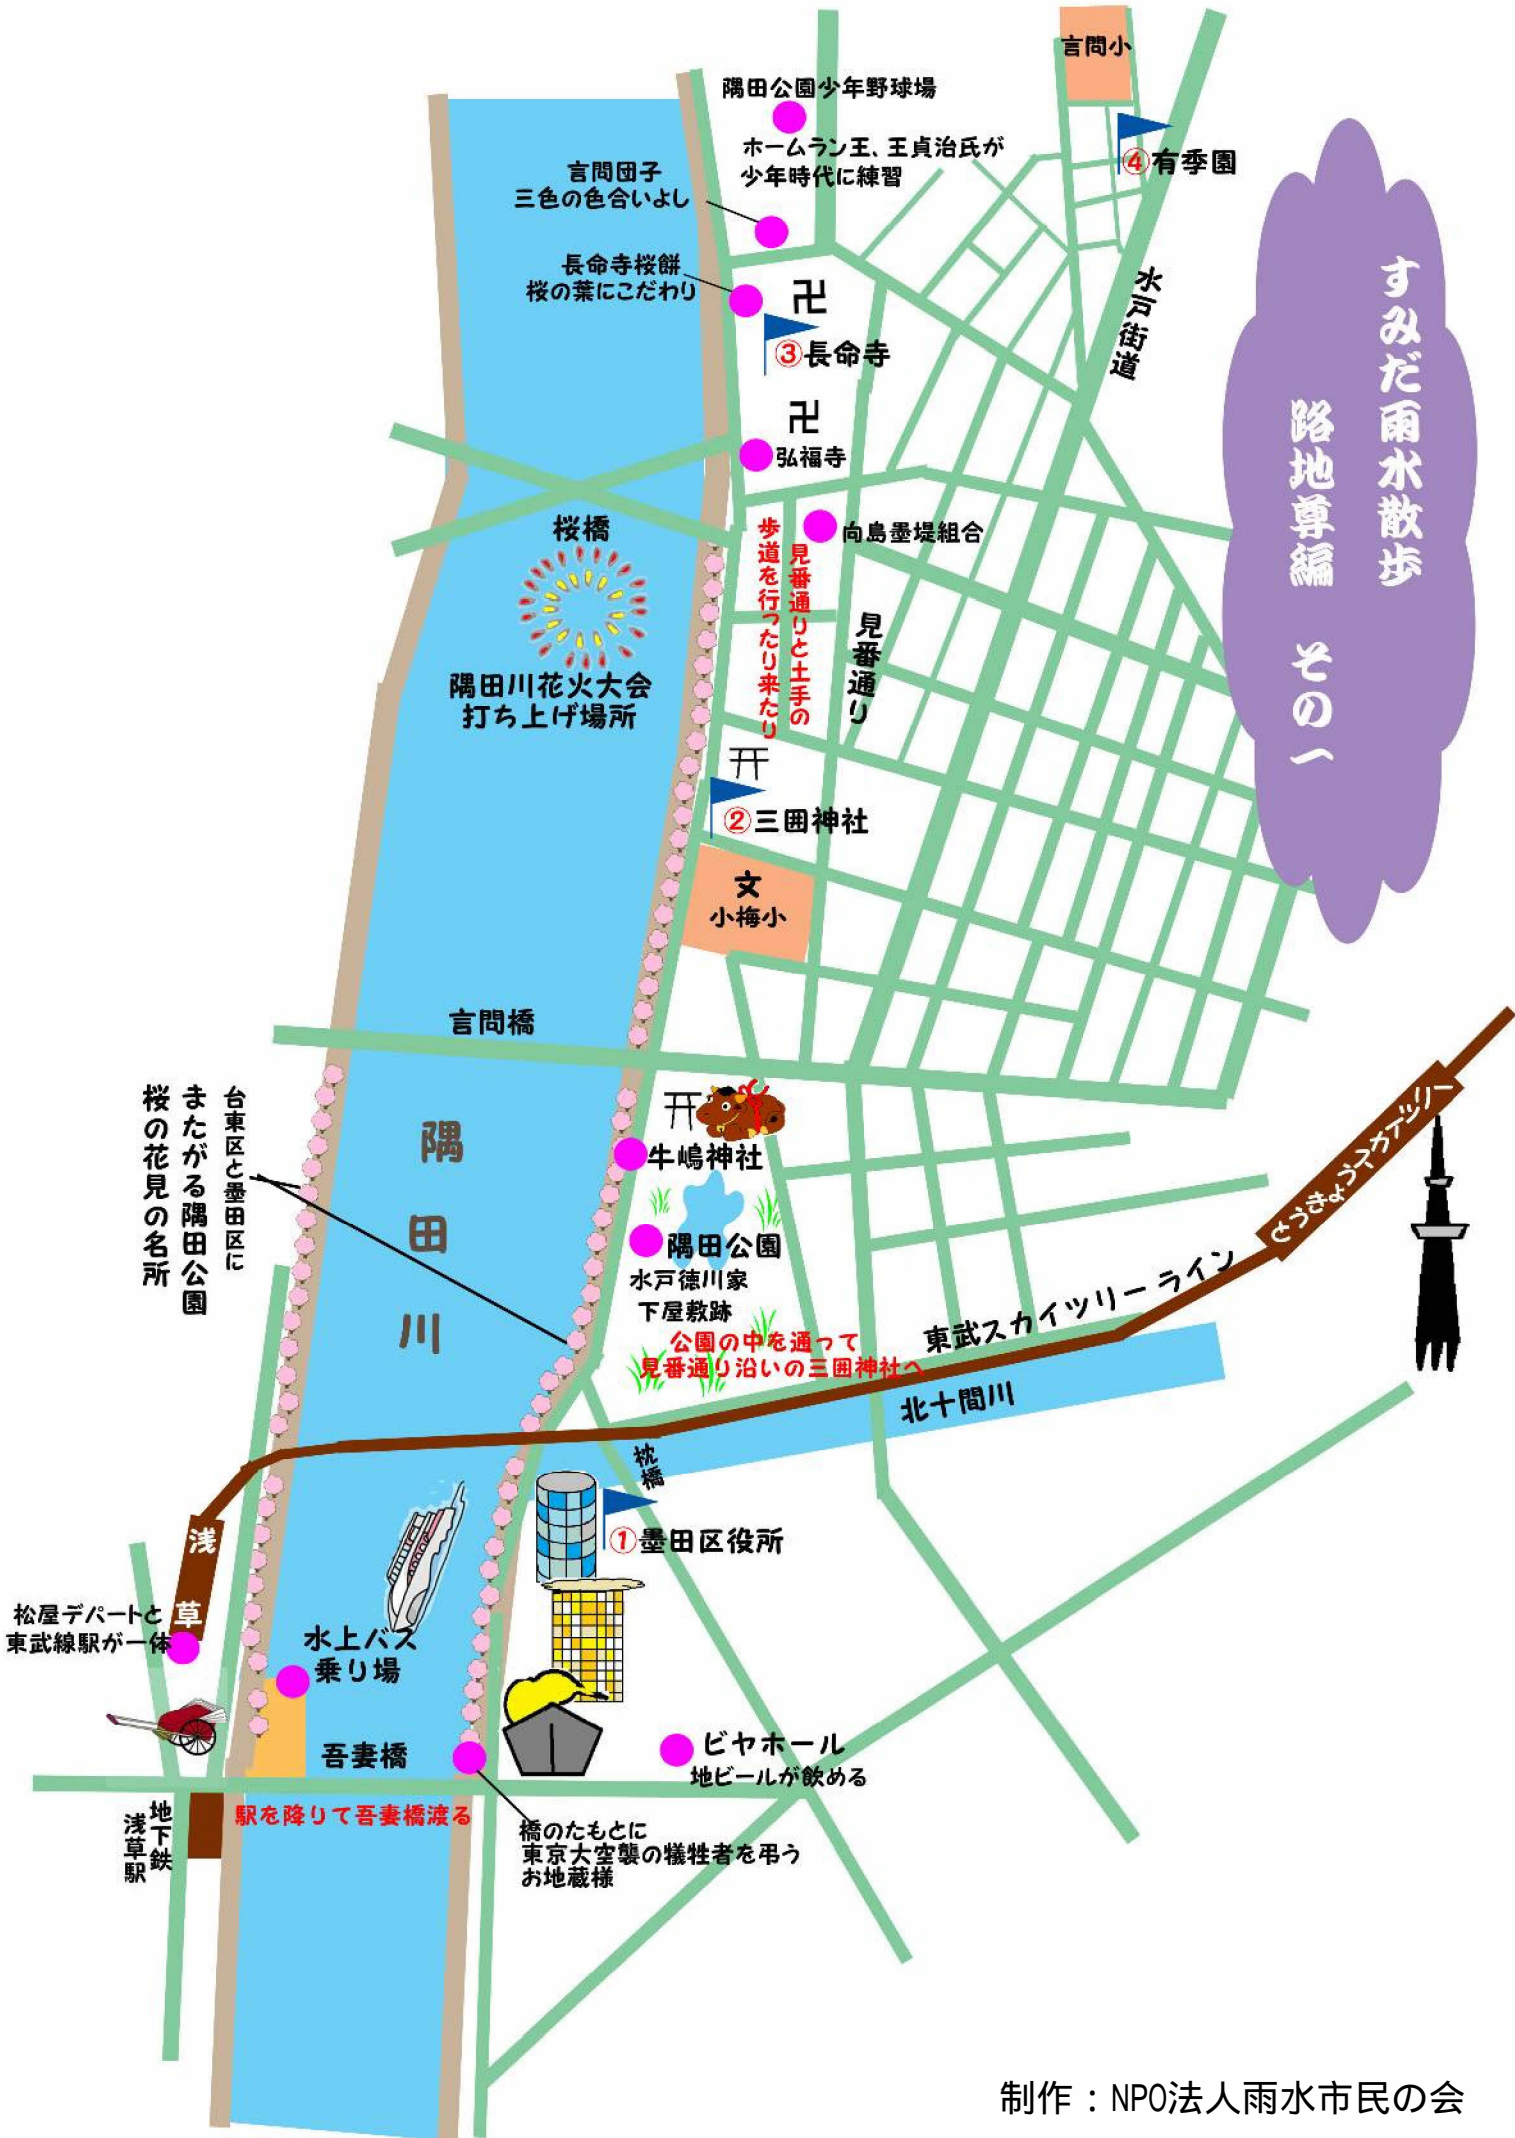 すみだ雨水散歩
路地尊編 その一
言問小
隅田公園少年野球場
ホームラン王、王貞治氏が
少年時代に練習
④有季園
言問団子
三色の色合いよし
長命寺桜餅
桜の葉にこだわり
卍
③長命寺
水戸街道
卍
弘福寺
桜橋
向島墨堤組合
見番通りと土手の
歩道を行ったり来たり
見番通り
隅田川花火大会
打ち上げ場所
②三囲神社
文
小梅小
言問橋
台東区と墨田区に
またがる隅田公園
桜の花見の名所
隅田川
牛嶋神社
隅田公園
水戸徳川家
下屋敷跡
公園の中を通って
見番通り沿いの三囲神社へ
とうきょうスカイツリー
東武スカイツリーライン
北十間川
枕橋
①墨田区役所
浅草
松屋デパートと
東武線駅が一体
水上バス
乗り場
吾妻橋
ビヤホール
地ビールが飲める
駅を降りて吾妻橋渡る
地下鉄
浅草駅
橋のたもとに
東京大空襲の犠牲者を弔う
お地蔵様
制作：NPO法人雨水市民の会